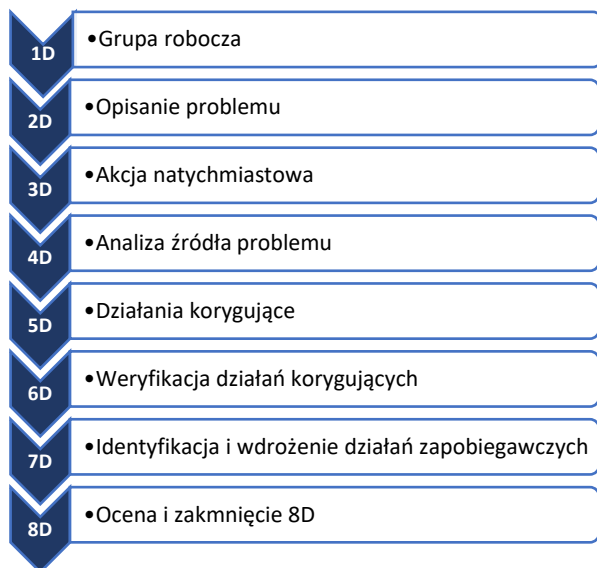 1D
•Grupa robocza
2D
•Opisanie problemu
3D
•Akcja natychmiastowa
4D
•Analiza źródła problemu
5D
•Działania korygujące
6D
•Weryfikacja działań korygujących
7D
•Identyfikacja i wdrożenie działań zapobiegawczych
8D
•Ocena i zakmnięcie 8D